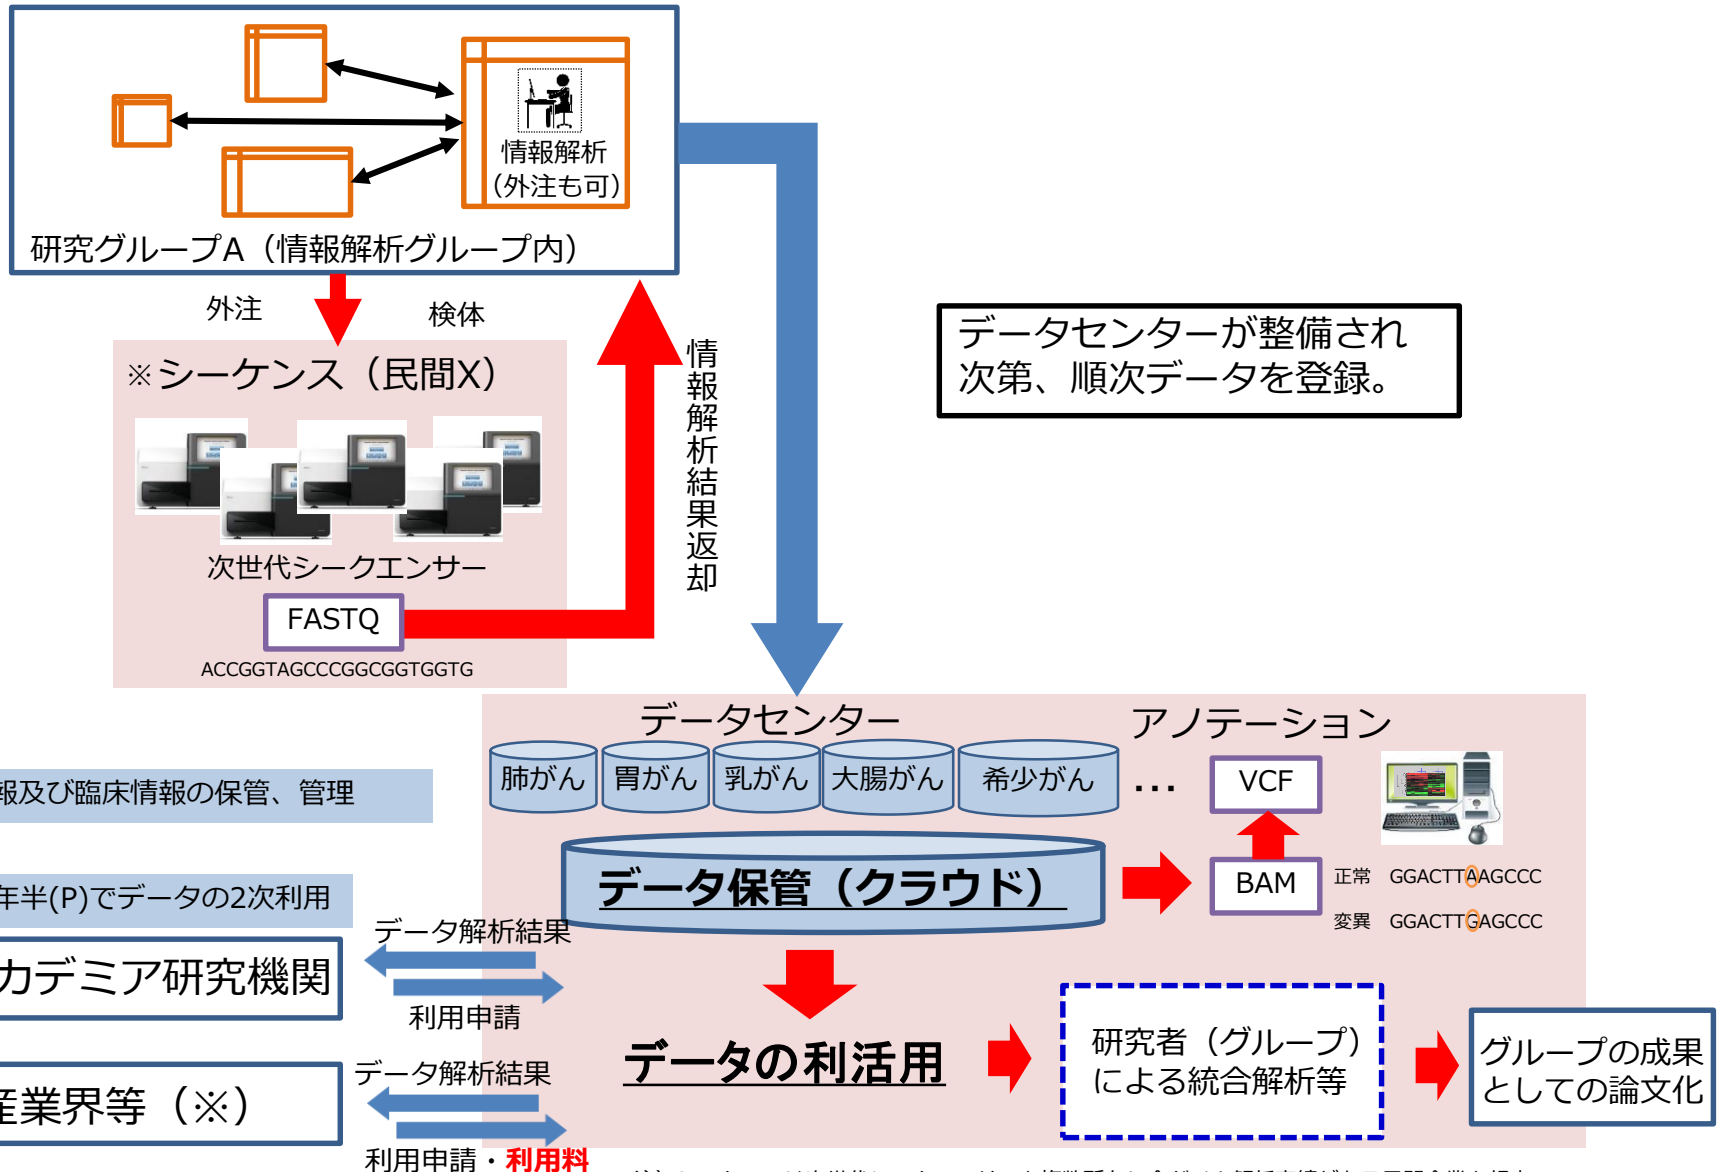 情報解析
（外注も可）
研究グループA（情報解析グループ内）
外注
検体
※シーケンス（民間X）
次世代シークエンサー
FASTQ
ACCGGTAGCCCGGCGGTGGTG
情報解析結果返却
データセンターが整備され
次第、順次データを登録。
データセンター
アノテーション
肺がん
胃がん
乳がん
大腸がん
希少がん
…
VCF
報及び臨床情報の保管、管理
データ保管（クラウド）
BAM
正常 GGACTTAAGCCC
変異 GGACTTGAGCCC
年半(P)でデータの2次利用
データ解析結果
カデミア研究機関
利用申請
データの利活用
研究者（グループ）
による統合解析等
グループの成果
としての論文化
データ解析結果
産業界等（※）
利用申請・利用料